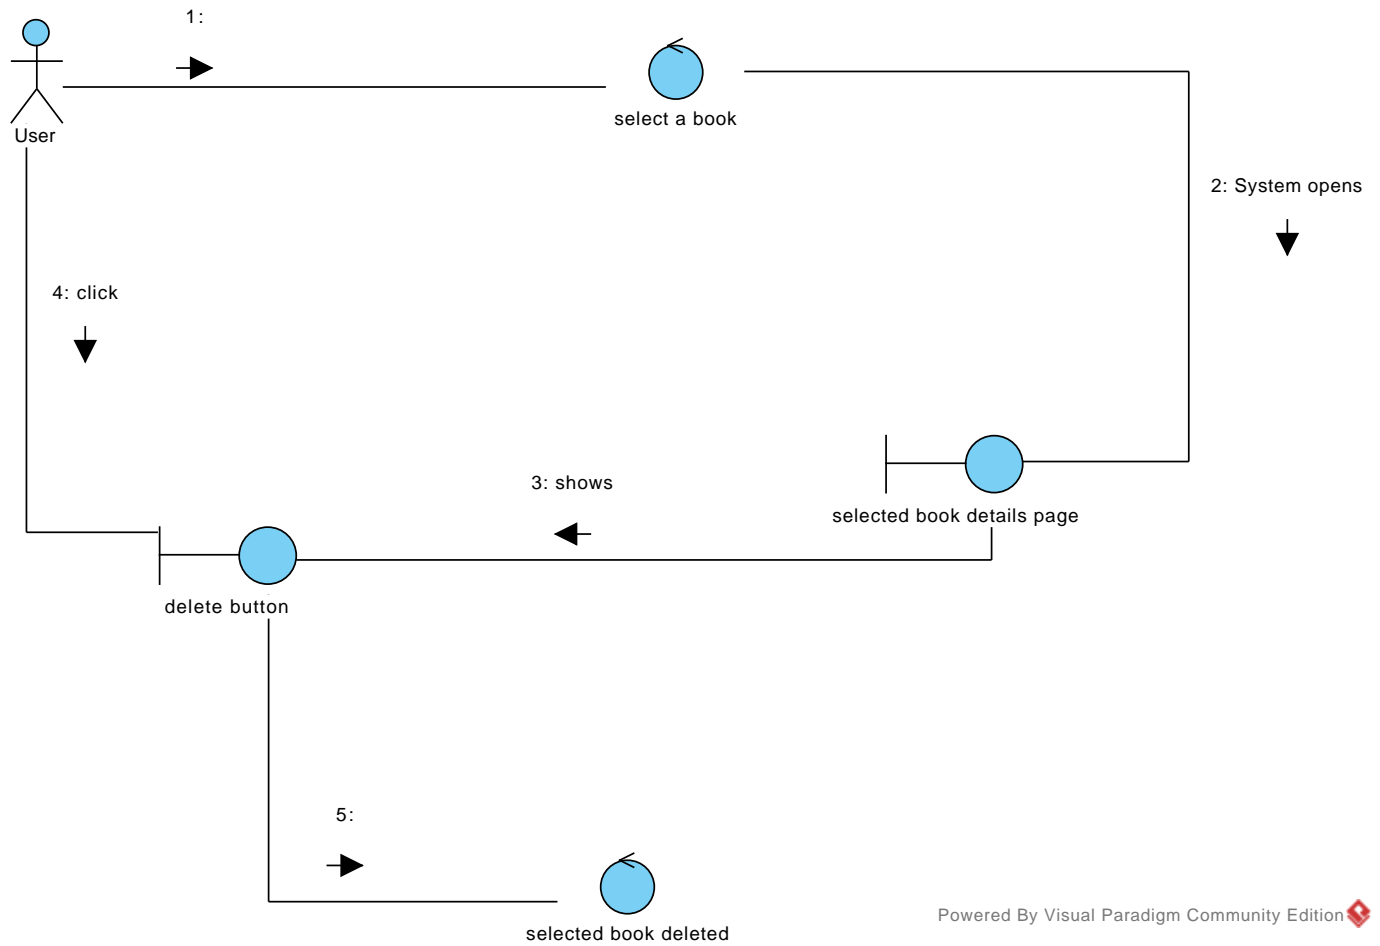 1:
User
select a book
2: System opens
4: click
3: shows
selected book details page
delete button
5:
selected book deleted
Powered By Visual Paradigm Community Edition